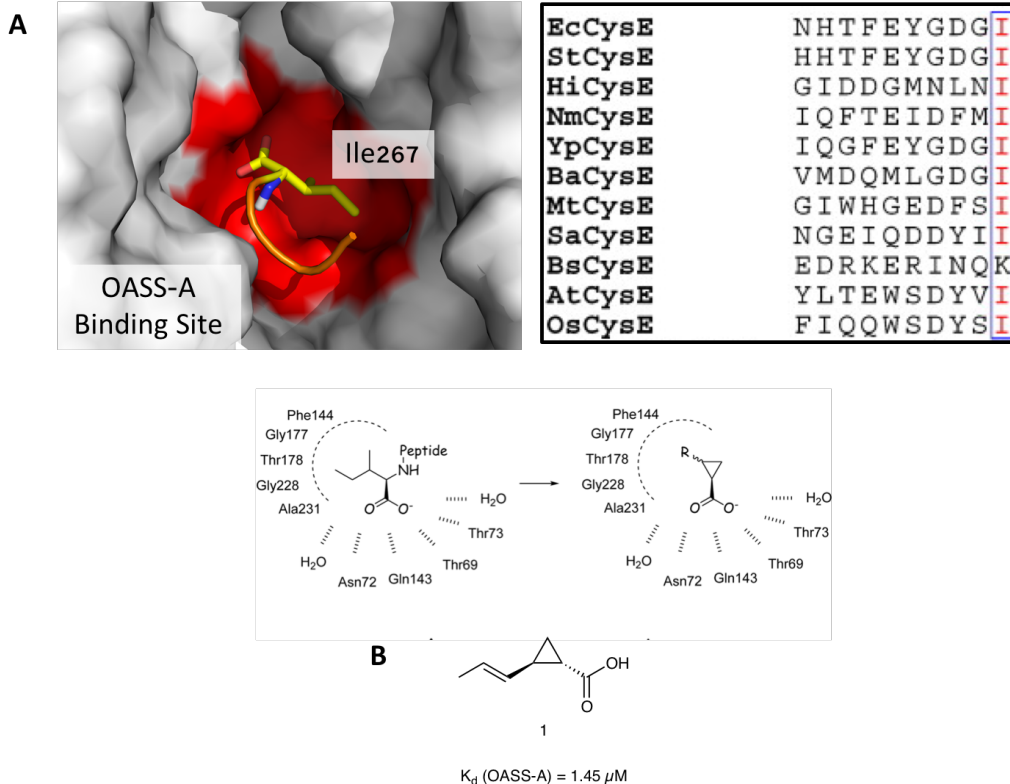 A
Ile267
OASS-A
Binding Site
EcCysE NHTFEYGDGI
StCysE HHTFEYGDGI
HiCysE GIDDGMNLNI
NmCysE IQFTEIDFMI
YpCysE IQGFEYGDGI
BaCysE VMDQMLGDGI
MtCysE GIWHGEDFSI
SaCysE NGEIQDDYII
BsCysE EDRKERINQK
AtCysE YLTEWSDYVI
OsCysE FIQQWSDYSI
Phe144
Gly177
Thr178
Gly228
Ala231
Peptide
NH
O
O-
H2O
Thr73
Thr69
Gln143
Asn72
H2O
Phe144
Gly177
Thr178
Gly228
Ala231
R
O
O-
H2O
Thr73
Thr69
Gln143
Asn72
H2O
B
OH
O
1
Kd (OASS-A) = 1.45 µM